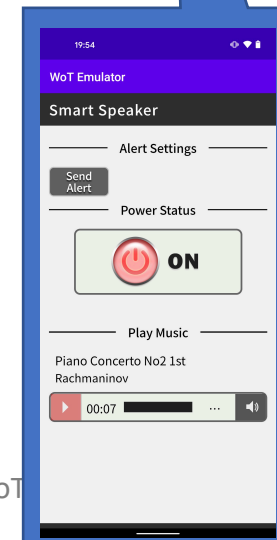 19:54
WoT Emulator
Smart Speaker
Alert Settings
Send
Alert
Power Status
ON
Play Music
Piano Concerto No2 1st
Rachmaninov
00:07 ...
oT